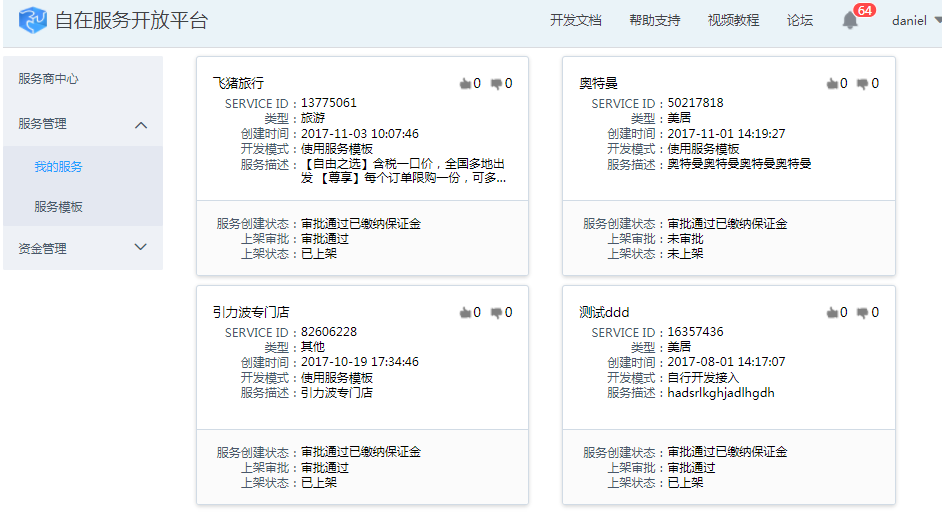 自在服务开放平台
开发文档 帮助支持 视频教程 论坛 64 daniel
服务商中心
服务管理
我的服务
服务模板
资金管理
飞猪旅行 0 0
SERVICE ID：13775061
类型：旅游
创建时间：2017-11-03 10:07:46
开发模式：使用服务模板
服务描述：【自由之选】含税一口价，全国多地出
发 【尊享】每个订单限购一份，可多...
服务创建状态：审批通过已缴纳保证金
上架审批：审批通过
上架状态：已上架
奥特曼 0 0
SERVICE ID：50217818
类型：美居
创建时间：2017-11-01 14:19:27
开发模式：使用服务模板
服务描述：奥特曼奥特曼奥特曼奥特曼
服务创建状态：审批通过已缴纳保证金
上架审批：未审批
上架状态：未上架
引力波专门店 0 0
SERVICE ID：82606228
类型：其他
创建时间：2017-10-19 17:34:46
开发模式：使用服务模板
服务描述：引力波专门店
服务创建状态：审批通过已缴纳保证金
上架审批：审批通过
上架状态：已上架
测试ddd 0 0
SERVICE ID：16357436
类型：美居
创建时间：2017-08-01 14:17:07
开发模式：自行开发接入
服务描述：hadsrlkghjadlhgdh
服务创建状态：审批通过已缴纳保证金
上架审批：审批通过
上架状态：已上架